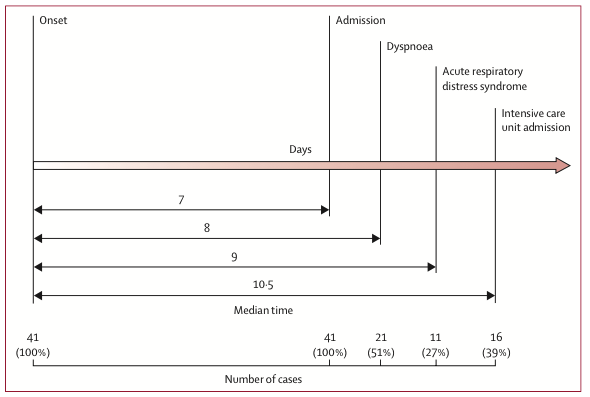 Onset
Admission
Dyspnoea
Acute respiratory
distress syndrome
Intensive care
unit admission
Days
7
8
9
10·5
Median time
41 41 21 11 16
(100%) (100%) (51%) (27%) (39%)
Number of cases